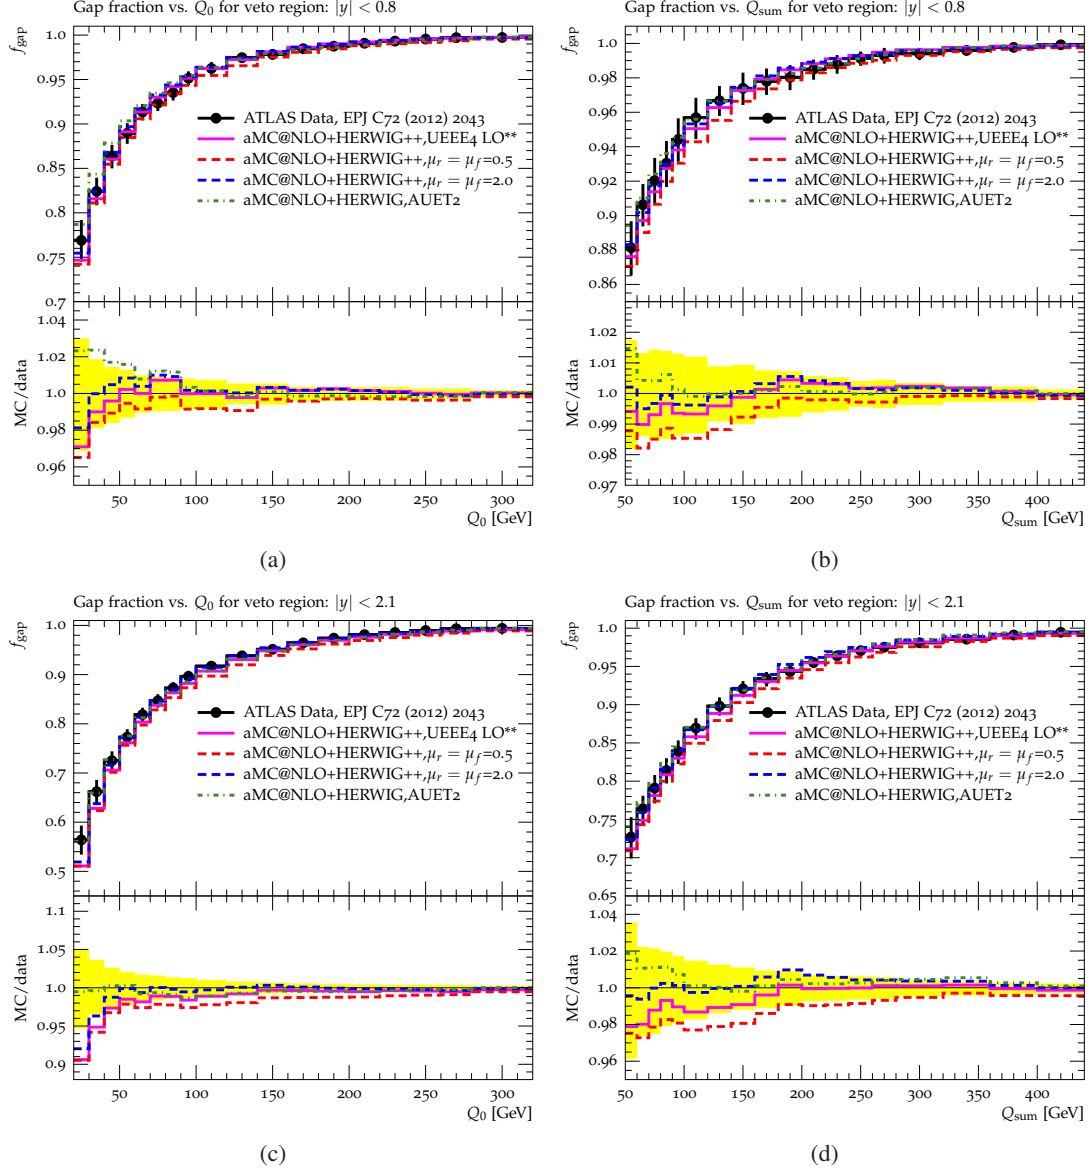 Gap fraction vs. Q0 for veto region: |y| < 0.8
fgap
1.0
0.95
0.9
0.85
0.8
0.75
0.7
ATLAS Data, EPJ C72 (2012) 2043
aMC@NLO+HERWIG++,UEEE4 LO**
aMC@NLO+HERWIG++,μr = μf=0.5
aMC@NLO+HERWIG++,μr = μf=2.0
aMC@NLO+HERWIG,AUET2
MC/data
1.04
1.02
1.00
0.98
0.96
50 100 150 200 250 300
Q0 [GeV]
(a)
Gap fraction vs. Qsum for veto region: |y| < 0.8
fgap
1.00
0.98
0.96
0.94
0.92
0.9
0.88
0.86
ATLAS Data, EPJ C72 (2012) 2043
aMC@NLO+HERWIG++,UEEE4 LO**
aMC@NLO+HERWIG++,μr = μf=0.5
aMC@NLO+HERWIG++,μr = μf=2.0
aMC@NLO+HERWIG,AUET2
MC/data
1.02
1.01
1.00
0.99
0.98
0.97
50 100 150 200 250 300 350 400
Qsum [GeV]
(b)
Gap fraction vs. Q0 for veto region: |y| < 2.1
fgap
1.0
0.9
0.8
0.7
0.6
0.5
ATLAS Data, EPJ C72 (2012) 2043
aMC@NLO+HERWIG++,UEEE4 LO**
aMC@NLO+HERWIG++,μr = μf=0.5
aMC@NLO+HERWIG++,μr = μf=2.0
aMC@NLO+HERWIG,AUET2
MC/data
1.1
1.05
1.0
0.95
0.9
50 100 150 200 250 300
Q0 [GeV]
(c)
Gap fraction vs. Qsum for veto region: |y| < 2.1
fgap
1.0
0.95
0.9
0.85
0.8
0.75
0.7
0.65
ATLAS Data, EPJ C72 (2012) 2043
aMC@NLO+HERWIG++,UEEE4 LO**
aMC@NLO+HERWIG++,μr = μf=0.5
aMC@NLO+HERWIG++,μr = μf=2.0
aMC@NLO+HERWIG,AUET2
MC/data
1.04
1.02
1.00
0.98
0.96
50 100 150 200 250 300 350 400
Qsum [GeV]
(d)